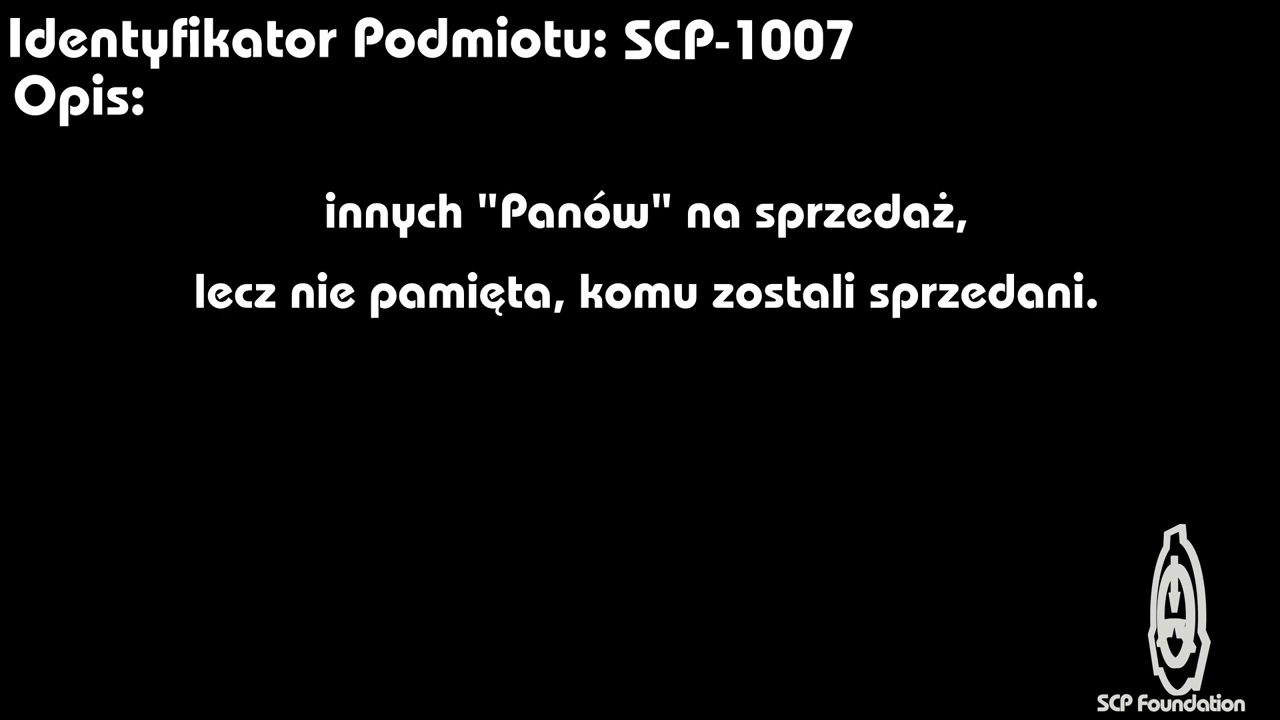 Identyfikator Podmiotu: SCP-1007
Opis:
innych "Panów" na sprzedaż,
lecz nie pamięta, komu zostali sprzedani.
SCP Foundation